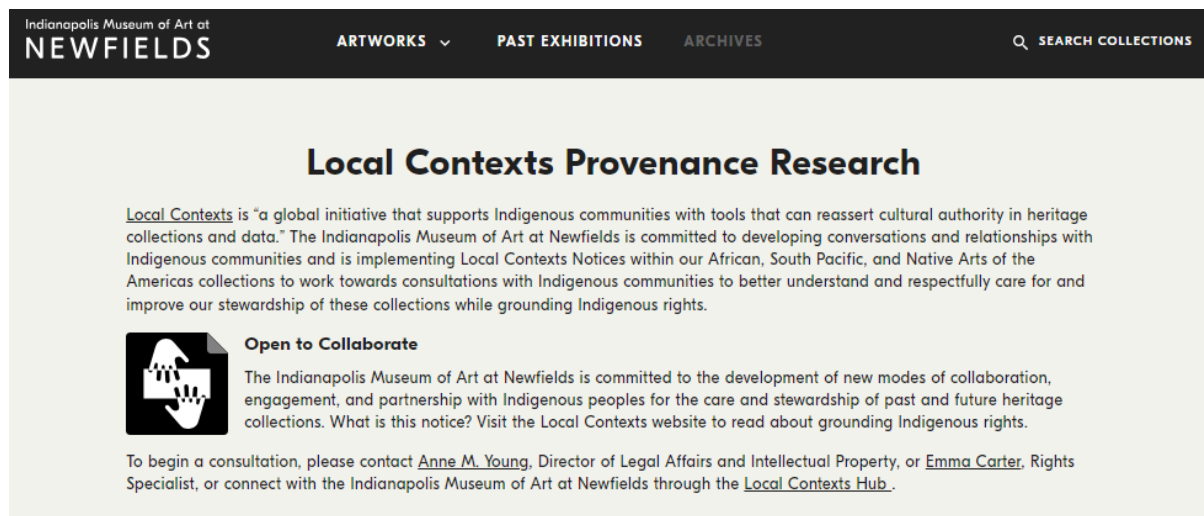 Indianapolis Museum of Art at
NEWFIELDS
ARTWORKS
PAST EXHIBITIONS
ARCHIVES
SEARCH COLLECTIONS
Local Contexts Provenance Research
Local Contexts is “a global initiative that supports Indigenous communities with tools that can reassert cultural authority in heritage
collections and data.” The Indianapolis Museum of Art at Newfields is committed to developing conversations and relationships with
Indigenous communities and is implementing Local Contexts Notices within our African, South Pacific, and Native Arts of the
Americas collections to work towards consultations with Indigenous communities to better understand and respectfully care for and
improve our stewardship of these collections while grounding Indigenous rights.
Open to Collaborate
The Indianapolis Museum of Art at Newfields is committed to the development of new modes of collaboration,
engagement, and partnership with Indigenous peoples for the care and stewardship of past and future heritage
collections. What is this notice? Visit the Local Contexts website to read about grounding Indigenous rights.
To begin a consultation, please contact Anne M. Young, Director of Legal Affairs and Intellectual Property, or Emma Carter, Rights
Specialist, or connect with the Indianapolis Museum of Art at Newfields through the Local Contexts Hub .